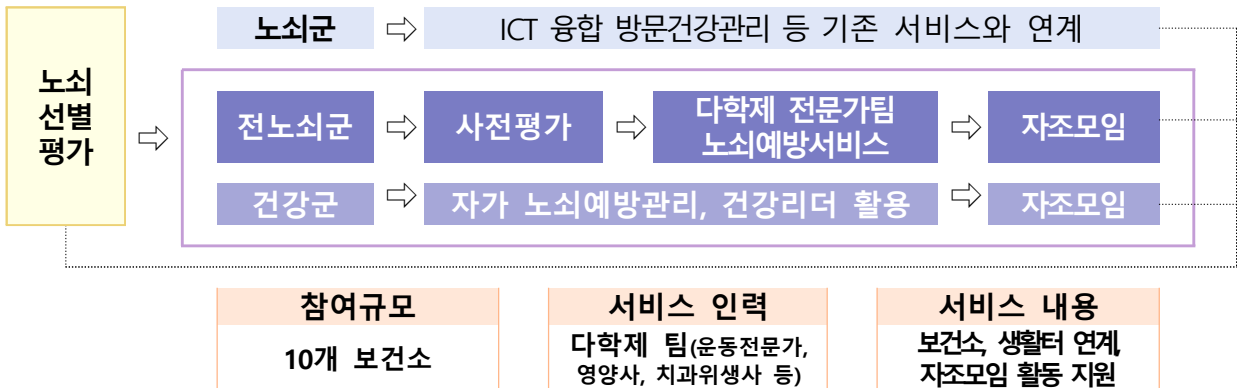 노쇠
선별
평가
노쇠군 ⇨ ICT 융합 방문건강관리 등 기존 서비스와 연계
전노쇠군 ⇨ 사전평가 ⇨ 다학제 전문가팀
노쇠예방서비스 ⇨ 자조모임
건강군 ⇨ 자가 노쇠예방관리, 건강리더 활용 ⇨ 자조모임
참여규모
10개 보건소
서비스 인력
다학제 팀(운동전문가,
영양사, 치과위생사 등)
서비스 내용
보건소, 생활터 연계,
자조모임 활동 지원